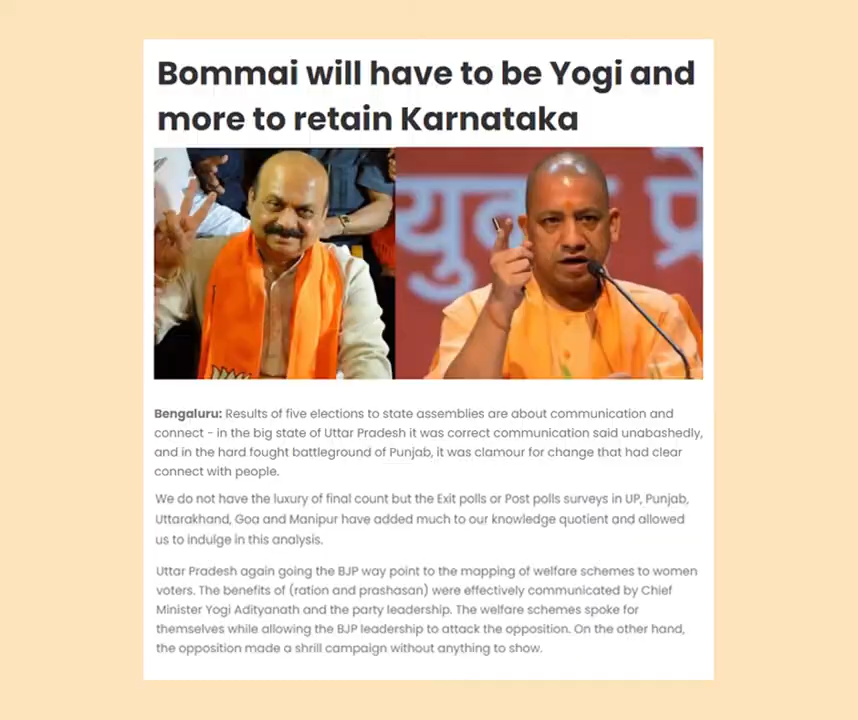 Bommai will have to be Yogi and
more to retain Karnataka
युव
प्रे
Bengaluru: Results of five elections to state assemblies are about communication and
connect - in the big state of Uttar Pradesh it was correct communication said unabashedly,
and in the hard fought battleground of Punjab, it was clamour for change that had clear
connect with people.
We do not have the luxury of final count but the Exit polls or Post polls surveys in UP, Punjab,
Uttarakhand, Goa and Manipur have added much to our knowledge quotient and allowed
us to indulge in this analysis.
Uttar Pradesh again going the BJP way point to the mapping of welfare schemes to women
voters. The benefits of (ration and prashasan) were effectively communicated by Chief
Minister Yogi Adityanath and the party leadership. The welfare schemes spoke for
themselves while allowing the BJP leadership to attack the opposition. On the other hand,
the opposition made a shrill campaign without anything to show.